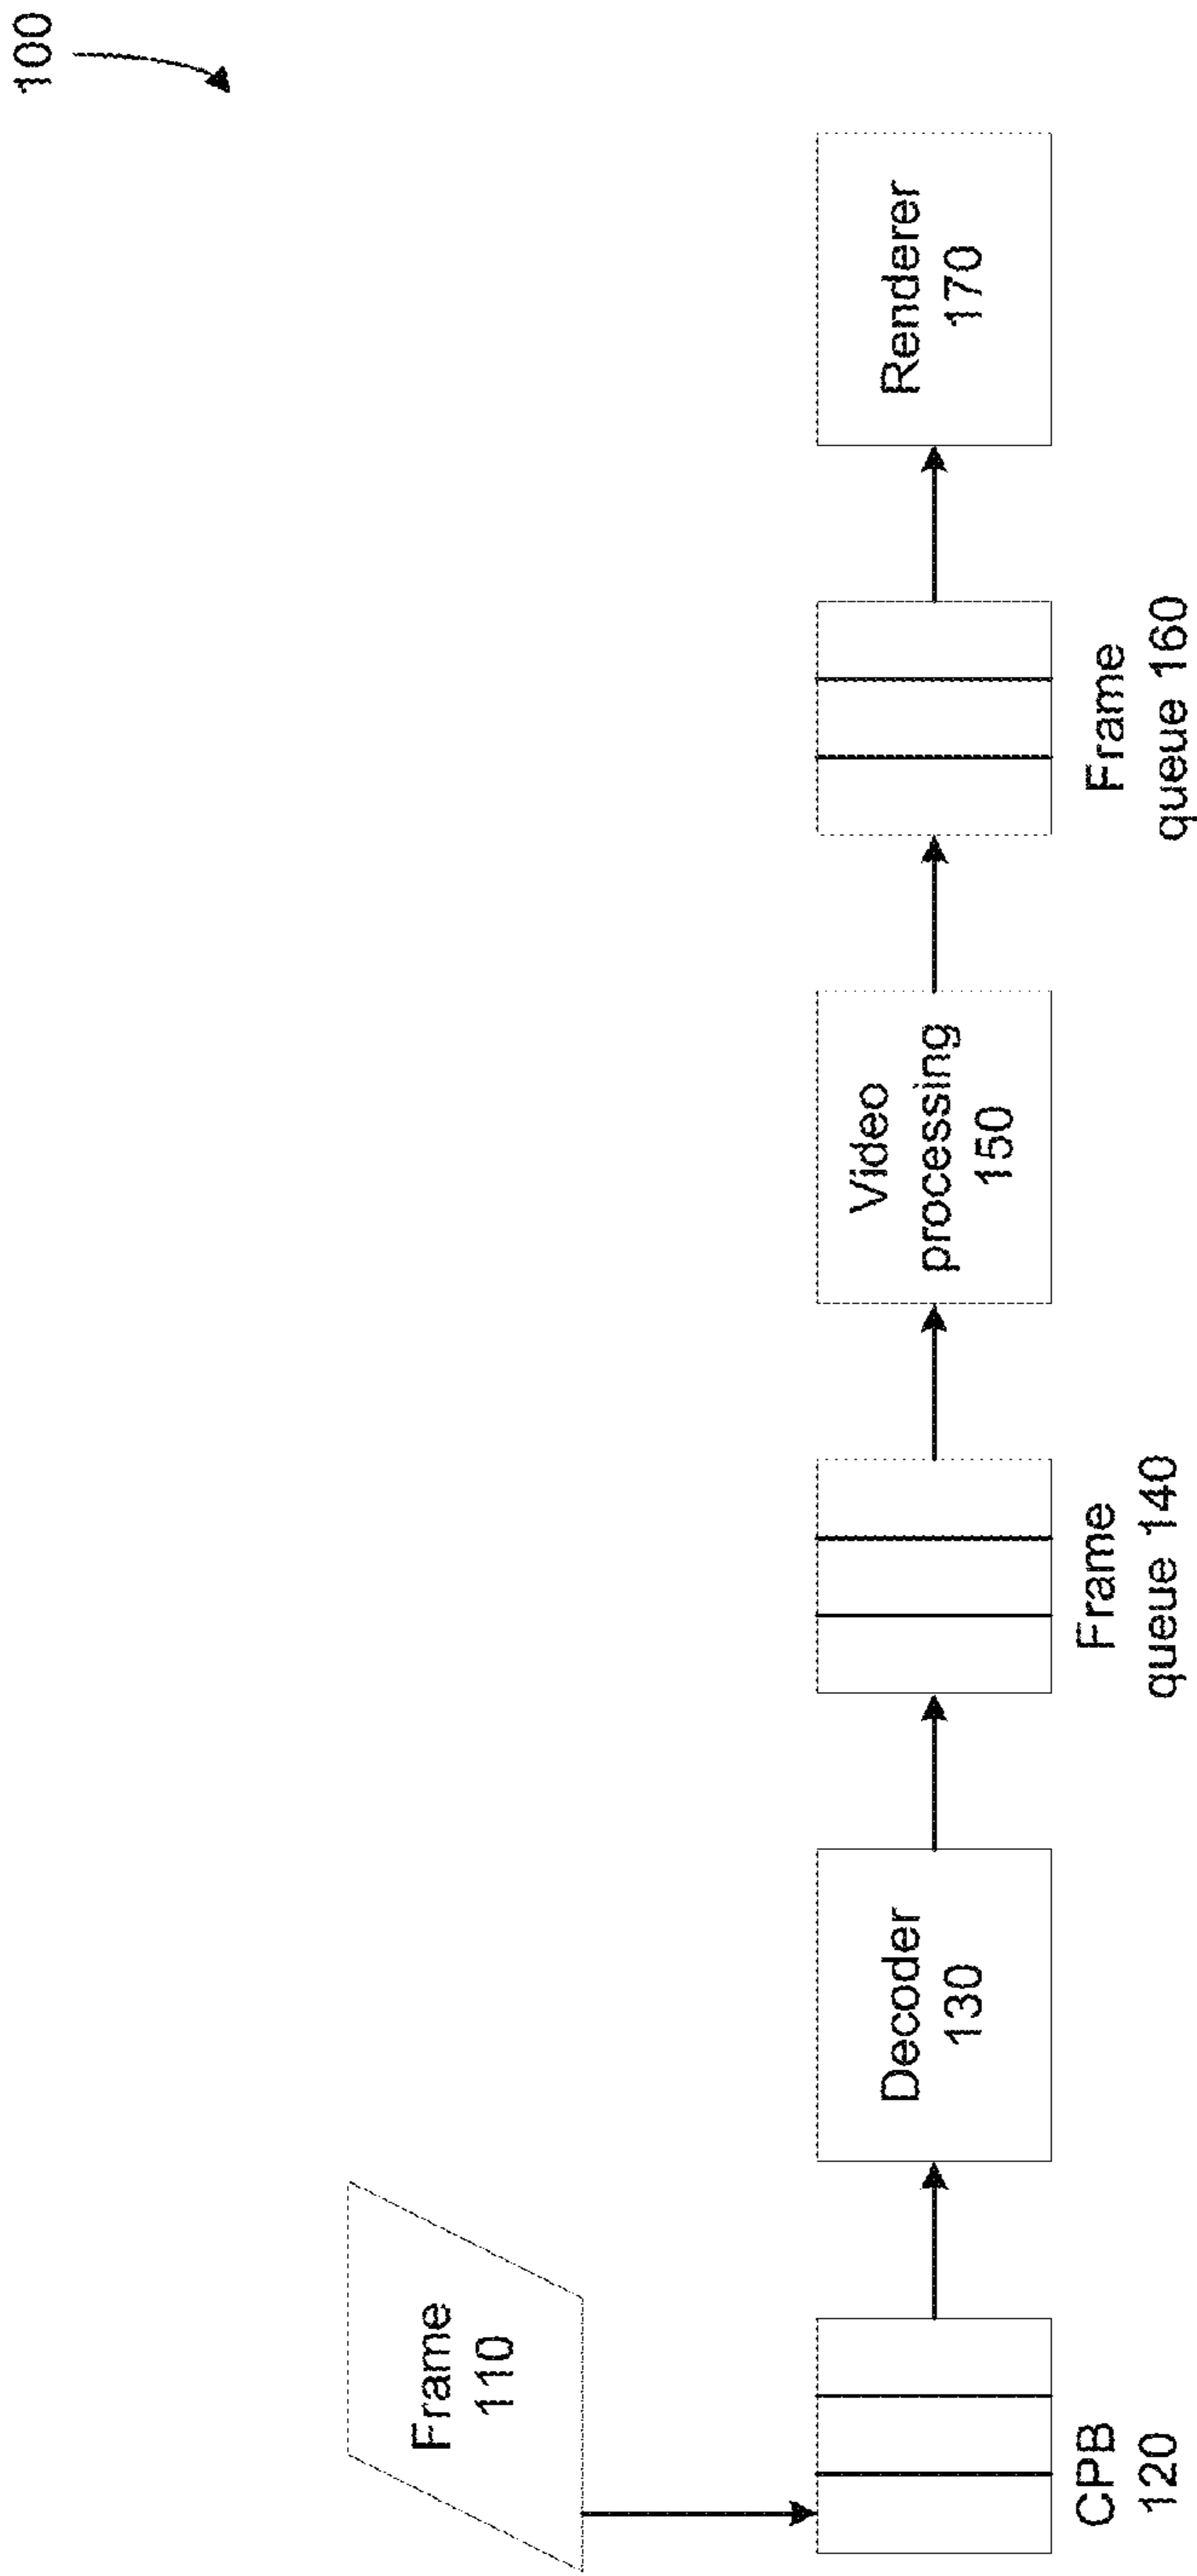 100
Frame
110
CPB
120
Decoder
130
Frame
queue 140
Video
processing
150
Frame
queue 160
Renderer
170